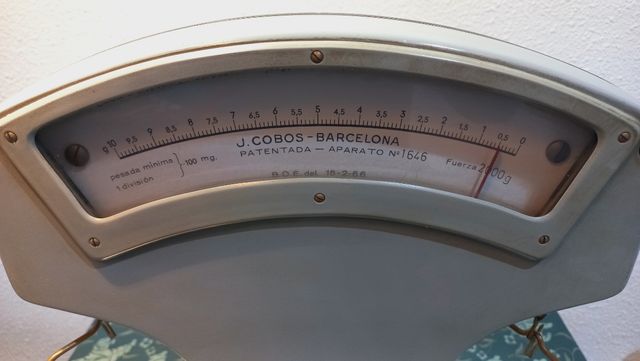 g 10 9,5 9 8,5 8 7,5 7 6,5 6 5,5 5 4,5 4 3,5 3 2,5 2 1,5 1 0,5 0
J. COBOS - BARCELONA
PATENTADA — APARATO Nº 1646
pesada mínima
1 división } 100 mg.
Fuerza 2000 g
B.O.E. del 16-2-66